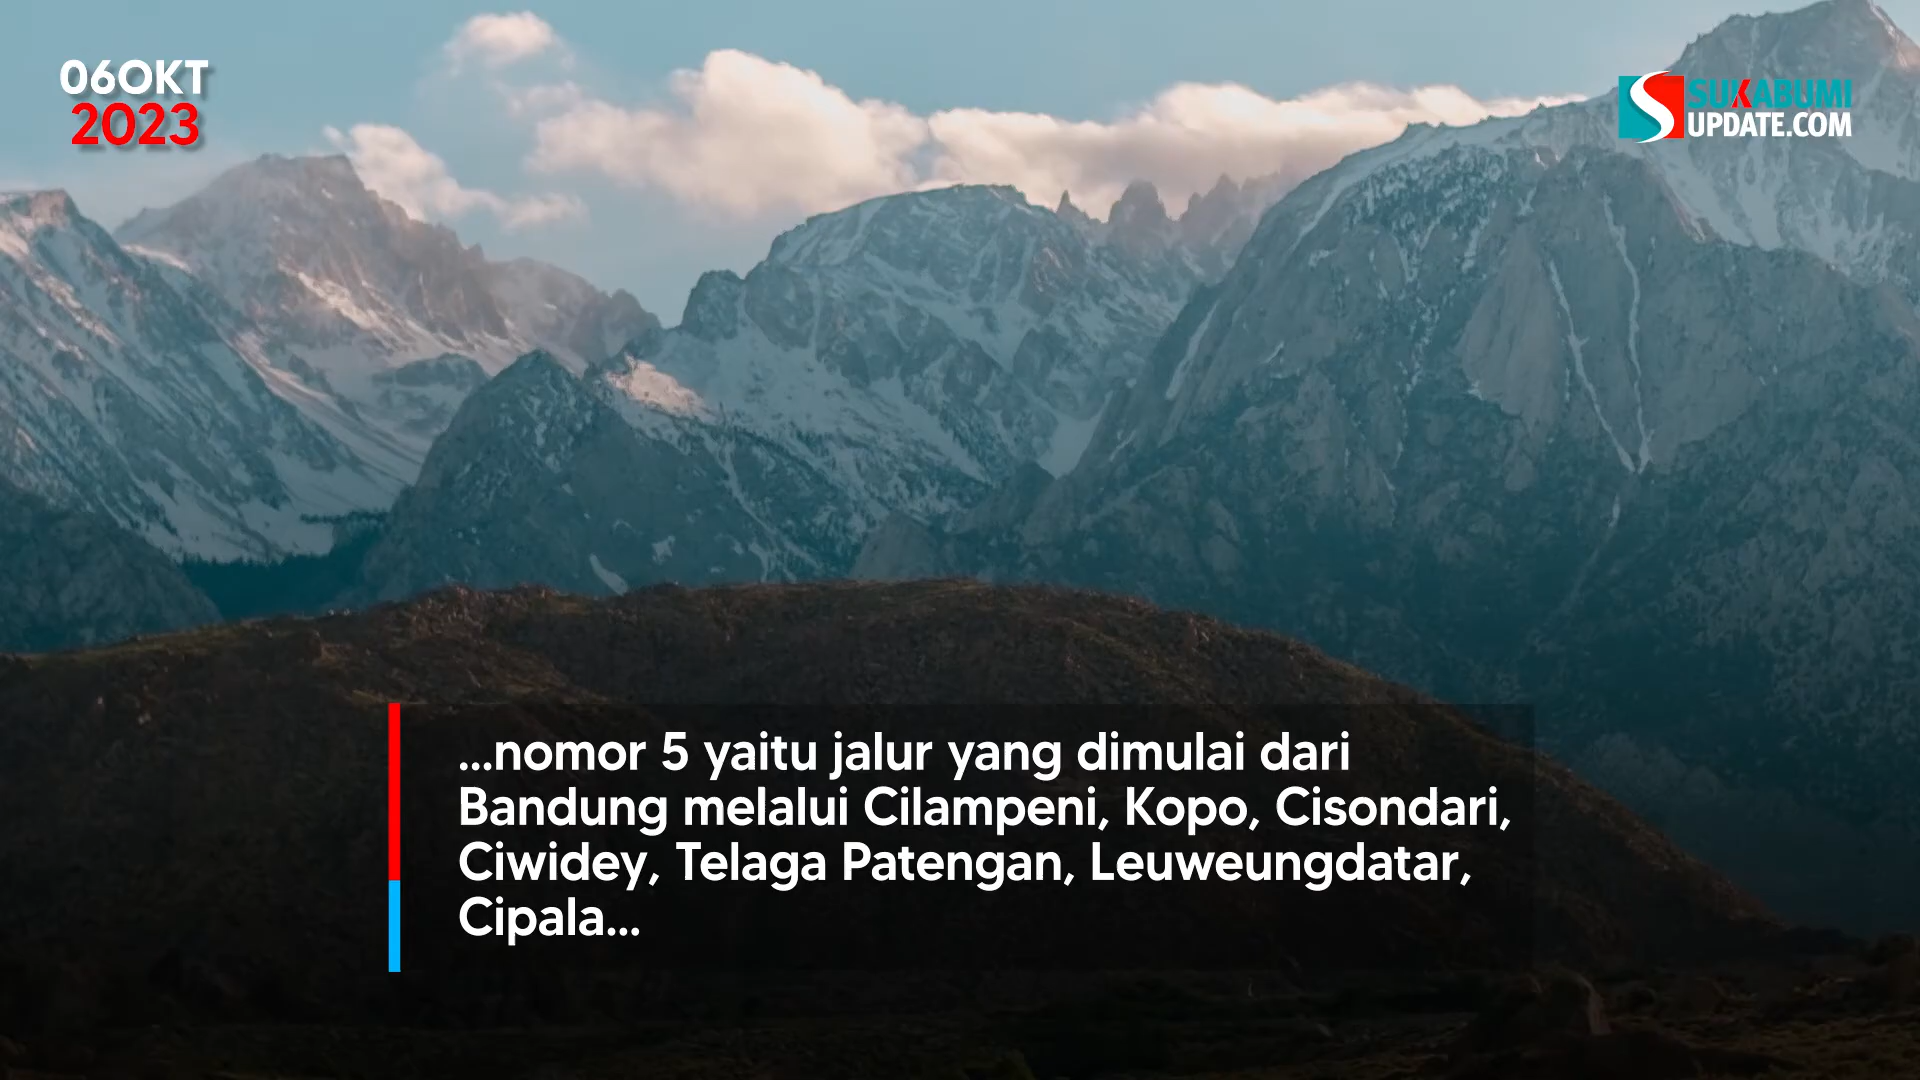 06OKT
2023
SUKABUMI
UPDATE.COM
...nomor 5 yaitu jalur yang dimulai dari
Bandung melalui Cilampeni, Kopo, Cisondari,
Ciwidey, Telaga Patengan, Leuweungdatar,
Cipala...